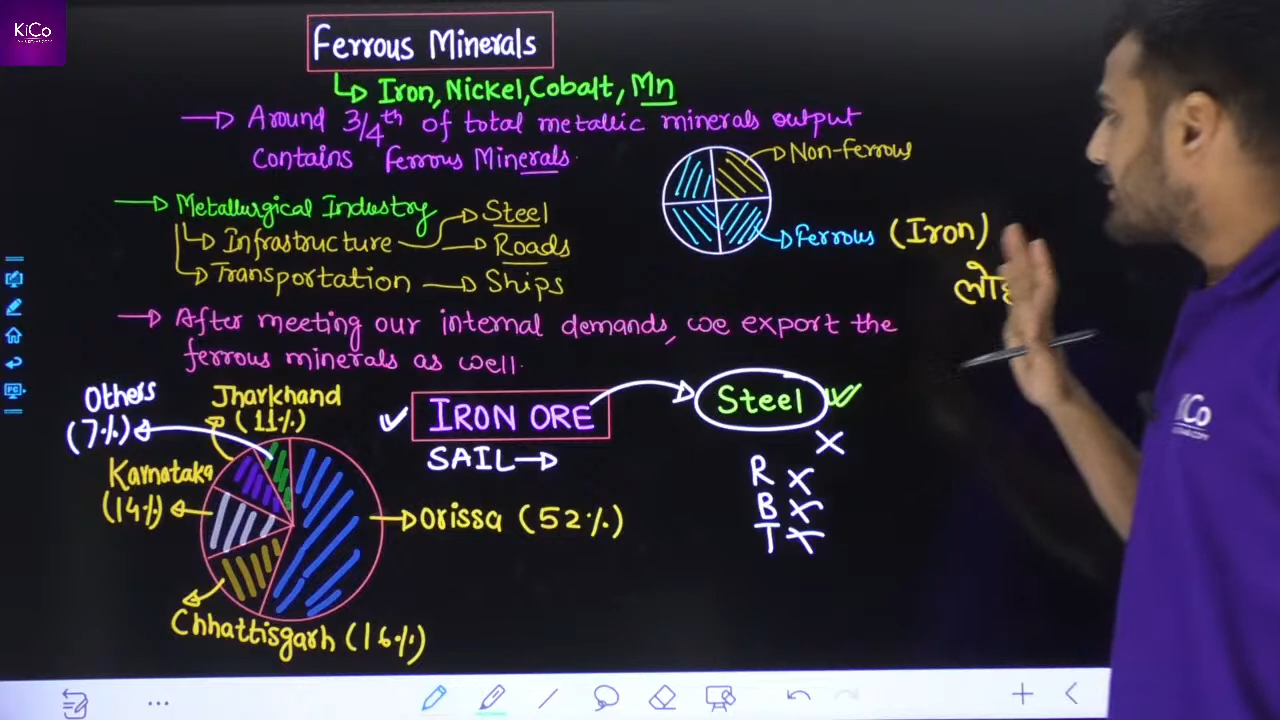 KiCo
Ferrous Minerals
Iron, Nickel, Cobalt, Mn
Around 3/4th of total metallic minerals output
contains ferrous Minerals.
Non-ferrous
Ferrous (Iron)
Metallurgical Industry
Infrastructure
Steel
Roads
Transportation
Ships
After meeting our internal demands, we export the
ferrous minerals as well.
Others
(7%)
Jharkhand
(11%)
Karnataka
(14%)
Orissa (52%)
Chhattisgarh (16%)
IRON ORE
SAIL
Steel
X
R X
B X
T X
KiCo